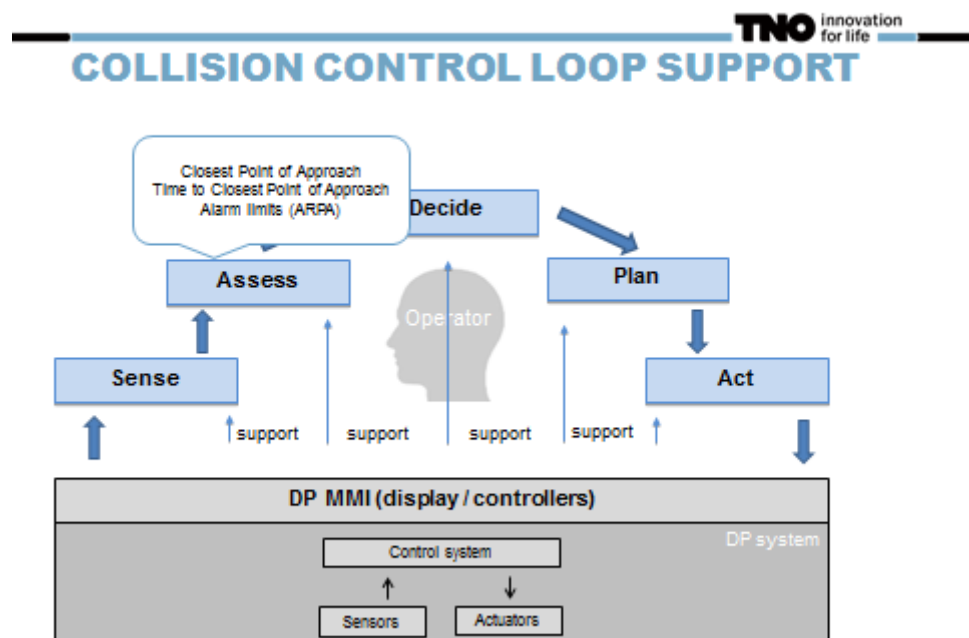 TNO innovation
for life
COLLISION CONTROL LOOP SUPPORT
Closest Point of Approach
Time to Closest Point of Approach
Alarm limits (ARPA)
Decide
Assess
Plan
Operator
Sense
Act
support
support
support
support
DP MMI (display / controllers)
DP system
Control system
Sensors
Actuators